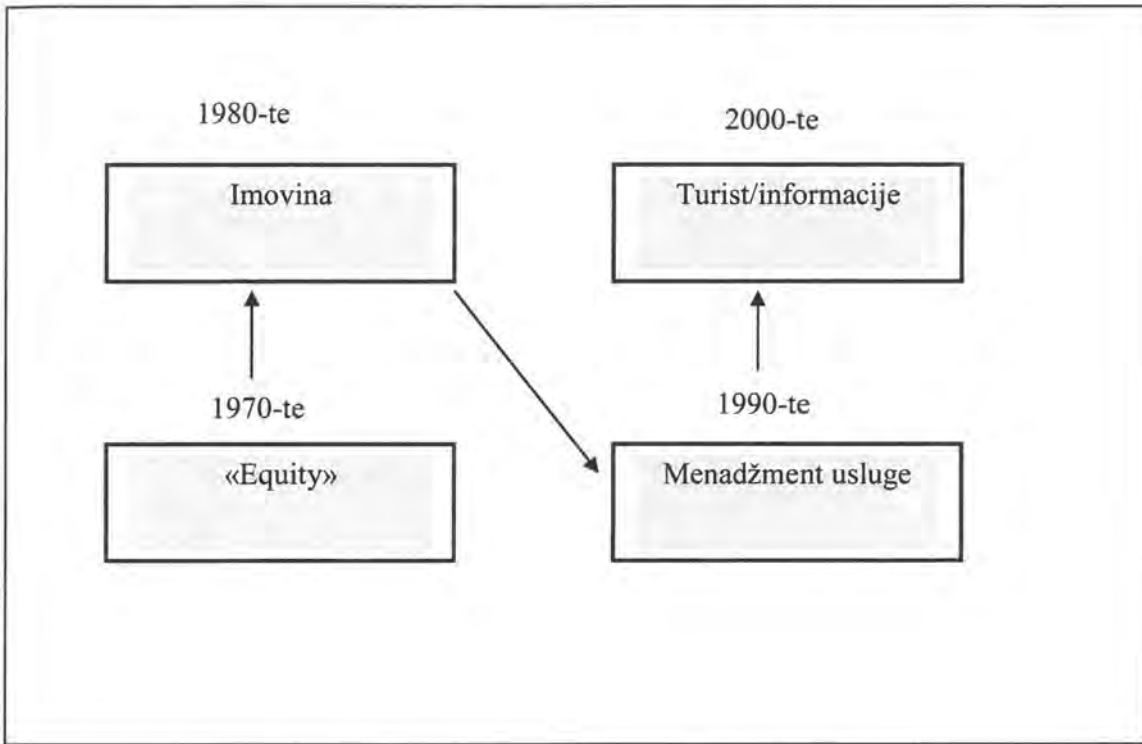 1980-te
2000-te
Imovina
Turist/informacije
1970-te
1990-te
«Equity»
Menadžment usluge